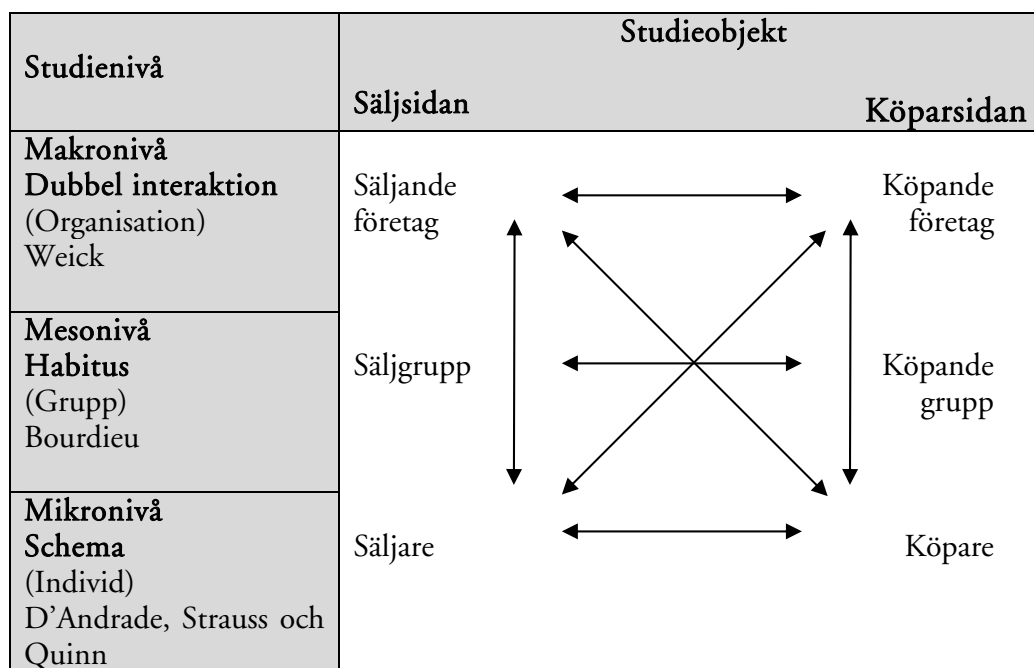 Studieobjekt
Studienivå
Säljsidan Köparsidan
Makronivå
Dubbel interaktion
(Organisation)
Weick
Säljande
företag
Köpande
företag
Mesonivå
Habitus
(Grupp)
Bourdieu
Säljgrupp
Köpande
grupp
Mikronivå
Schema
(Individ)
D’Andrade, Strauss och
Quinn
Säljare
Köpare